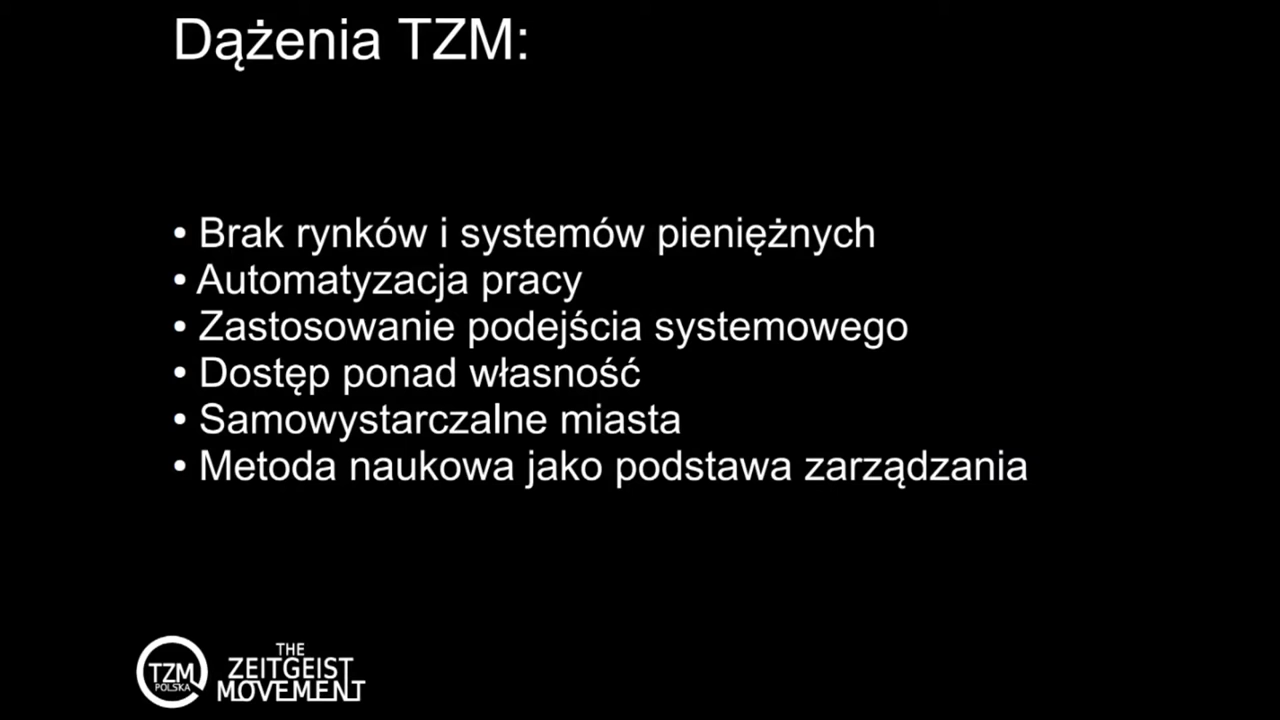 Dążenia TZM:
• Brak rynków i systemów pieniężnych
• Automatyzacja pracy
• Zastosowanie podejścia systemowego
• Dostęp ponad własność
• Samowystarczalne miasta
• Metoda naukowa jako podstawa zarządzania
TZM
POLSKA
THE
ZEITGEIST
MOVEMENT